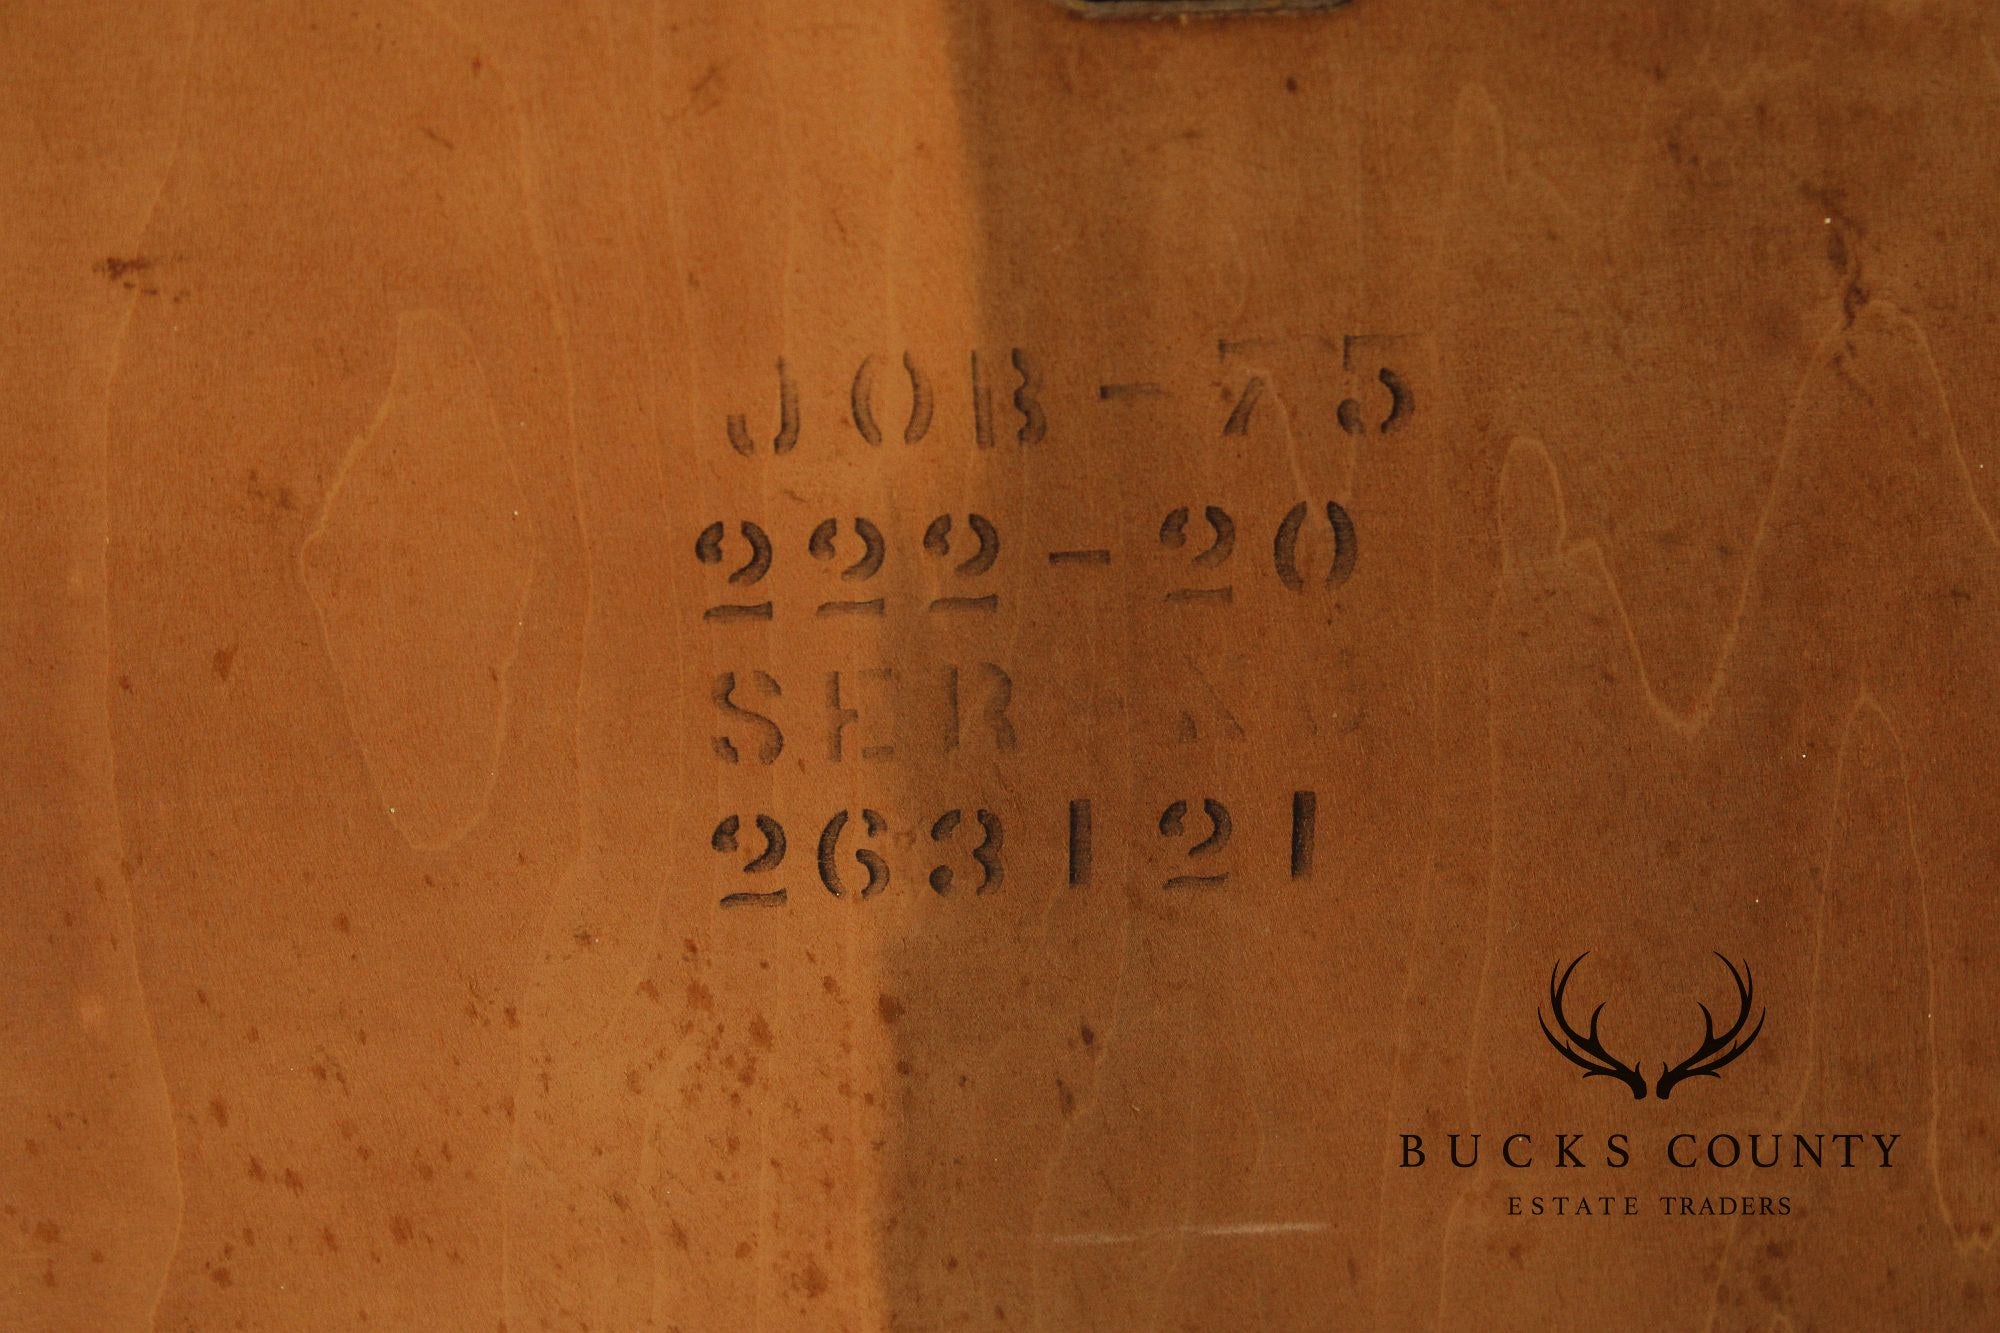 JOB-75
222-20
SER
263121
BUCKS COUNTY
ESTATE TRADERS